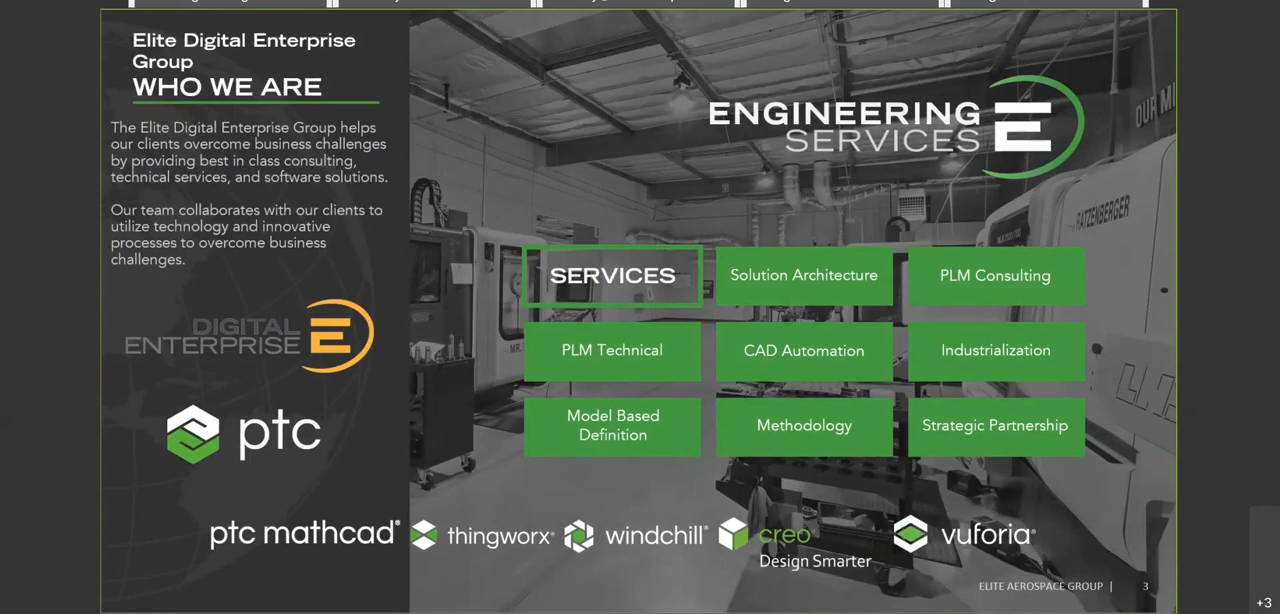 Elite Digital Enterprise
Group
WHO WE ARE
The Elite Digital Enterprise Group helps
our clients overcome business challenges
by providing best in class consulting,
technical services, and software solutions.
Our team collaborates with our clients to
utilize technology and innovative
processes to overcome business
challenges.
DIGITAL
ENTERPRISE E
ptc
ENGINEERING
SERVICES E
OUR MI
RATZENBERGER
SERVICES
Solution Architecture
PLM Consulting
PLM Technical
CAD Automation
Industrialization
Model Based
Definition
Methodology
Strategic Partnership
ptc mathcad®
thingworx®
windchill®
creo®
Design Smarter
vuforia®
ELITE AEROSPACE GROUP | 3
+3